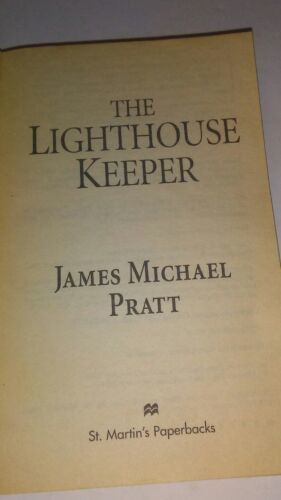 THE
LIGHTHOUSE
KEEPER
JAMES MICHAEL
PRATT
St. Martin's Paperbacks